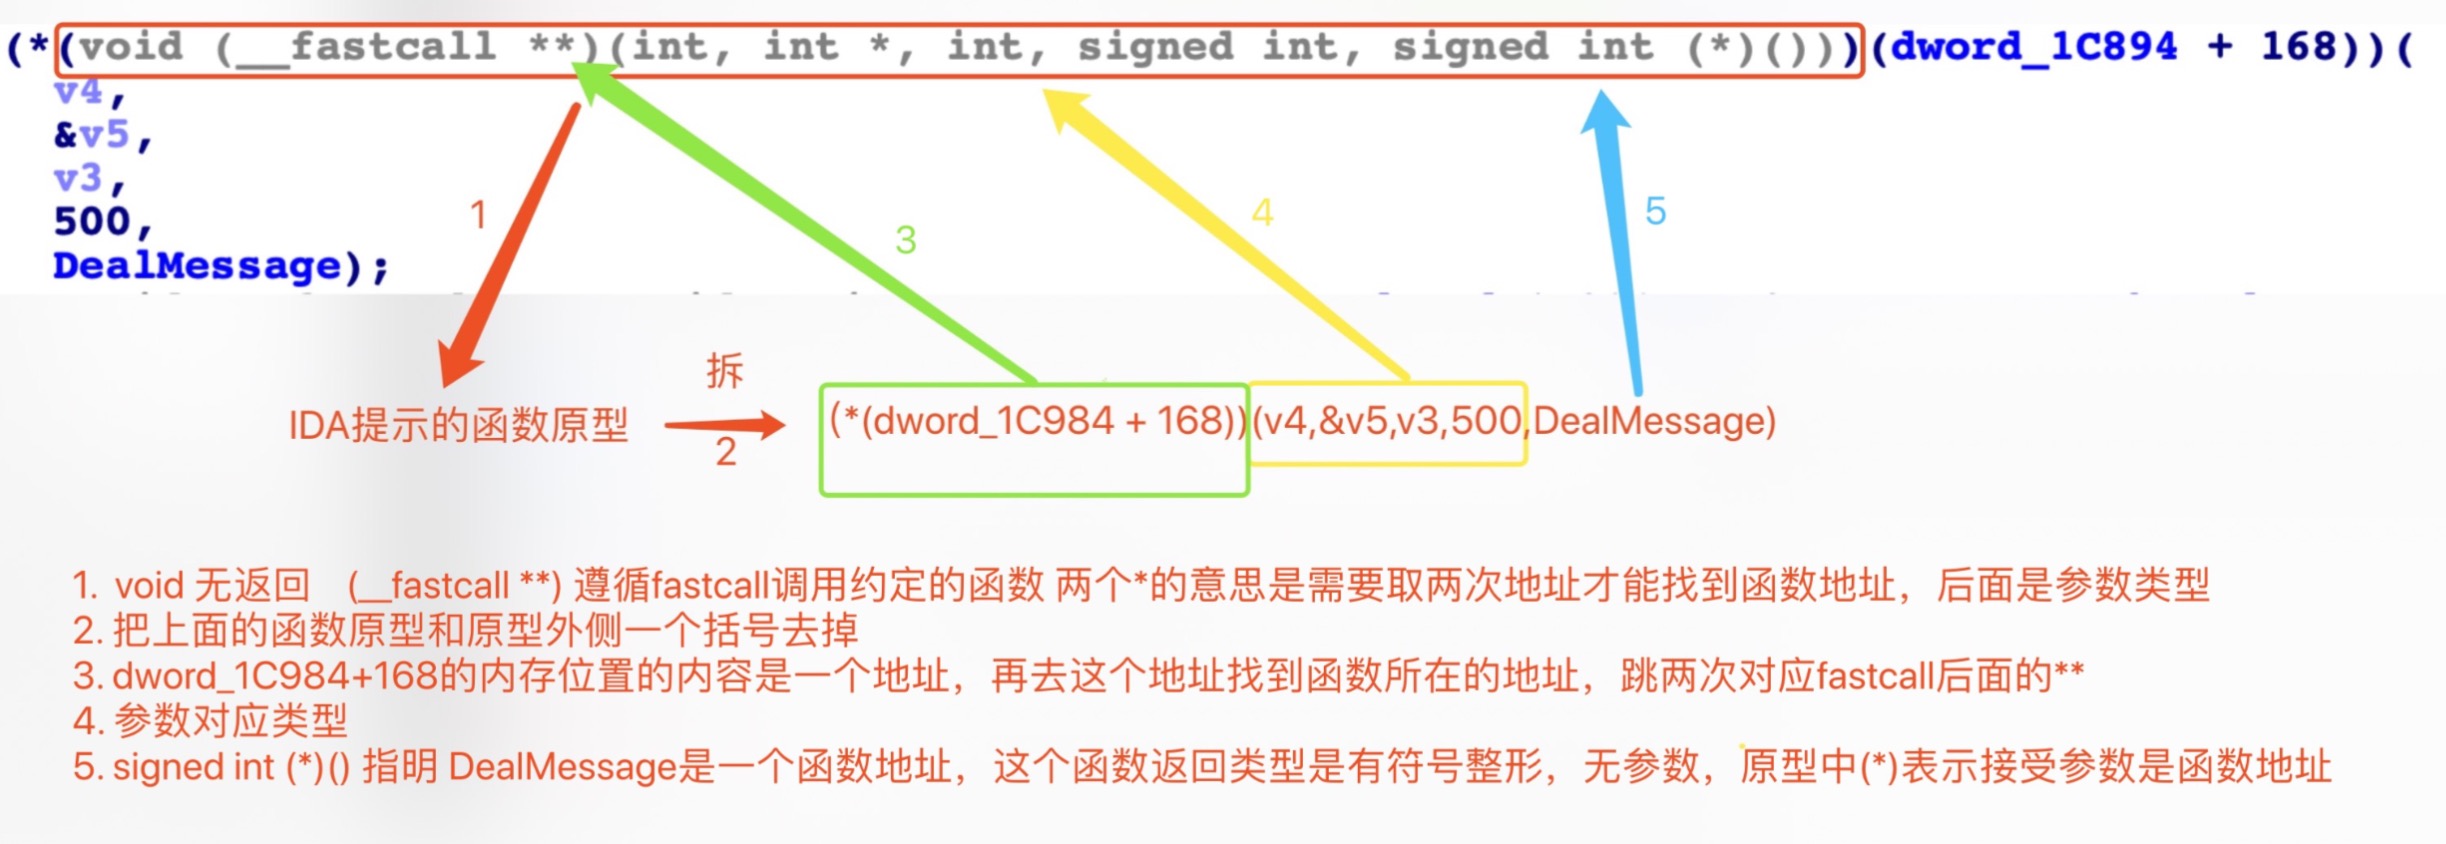 (*(void (__fastcall **)(int, int *, int, signed int, signed int (*)()))(dword_1C894 + 168))(
v4,
&v5,
v3,
500,
DealMessage);
1
3
4
5
拆
IDA提示的函数原型
2
(*(dword_1C984 + 168))(v4,&v5,v3,500,DealMessage)
1. void 无返回 (__fastcall **) 遵循fastcall调用约定的函数 两个*的意思是需要取两次地址才能找到函数地址，后面是参数类型
2. 把上面的函数原型和原型外侧一个括号去掉
3. dword_1C984+168的内存位置的内容是一个地址，再去这个地址找到函数所在的地址，跳两次对应fastcall后面的**
4. 参数对应类型
5. signed int (*)() 指明 DealMessage是一个函数地址，这个函数返回类型是有符号整形，无参数，原型中(*)表示接受参数是函数地址